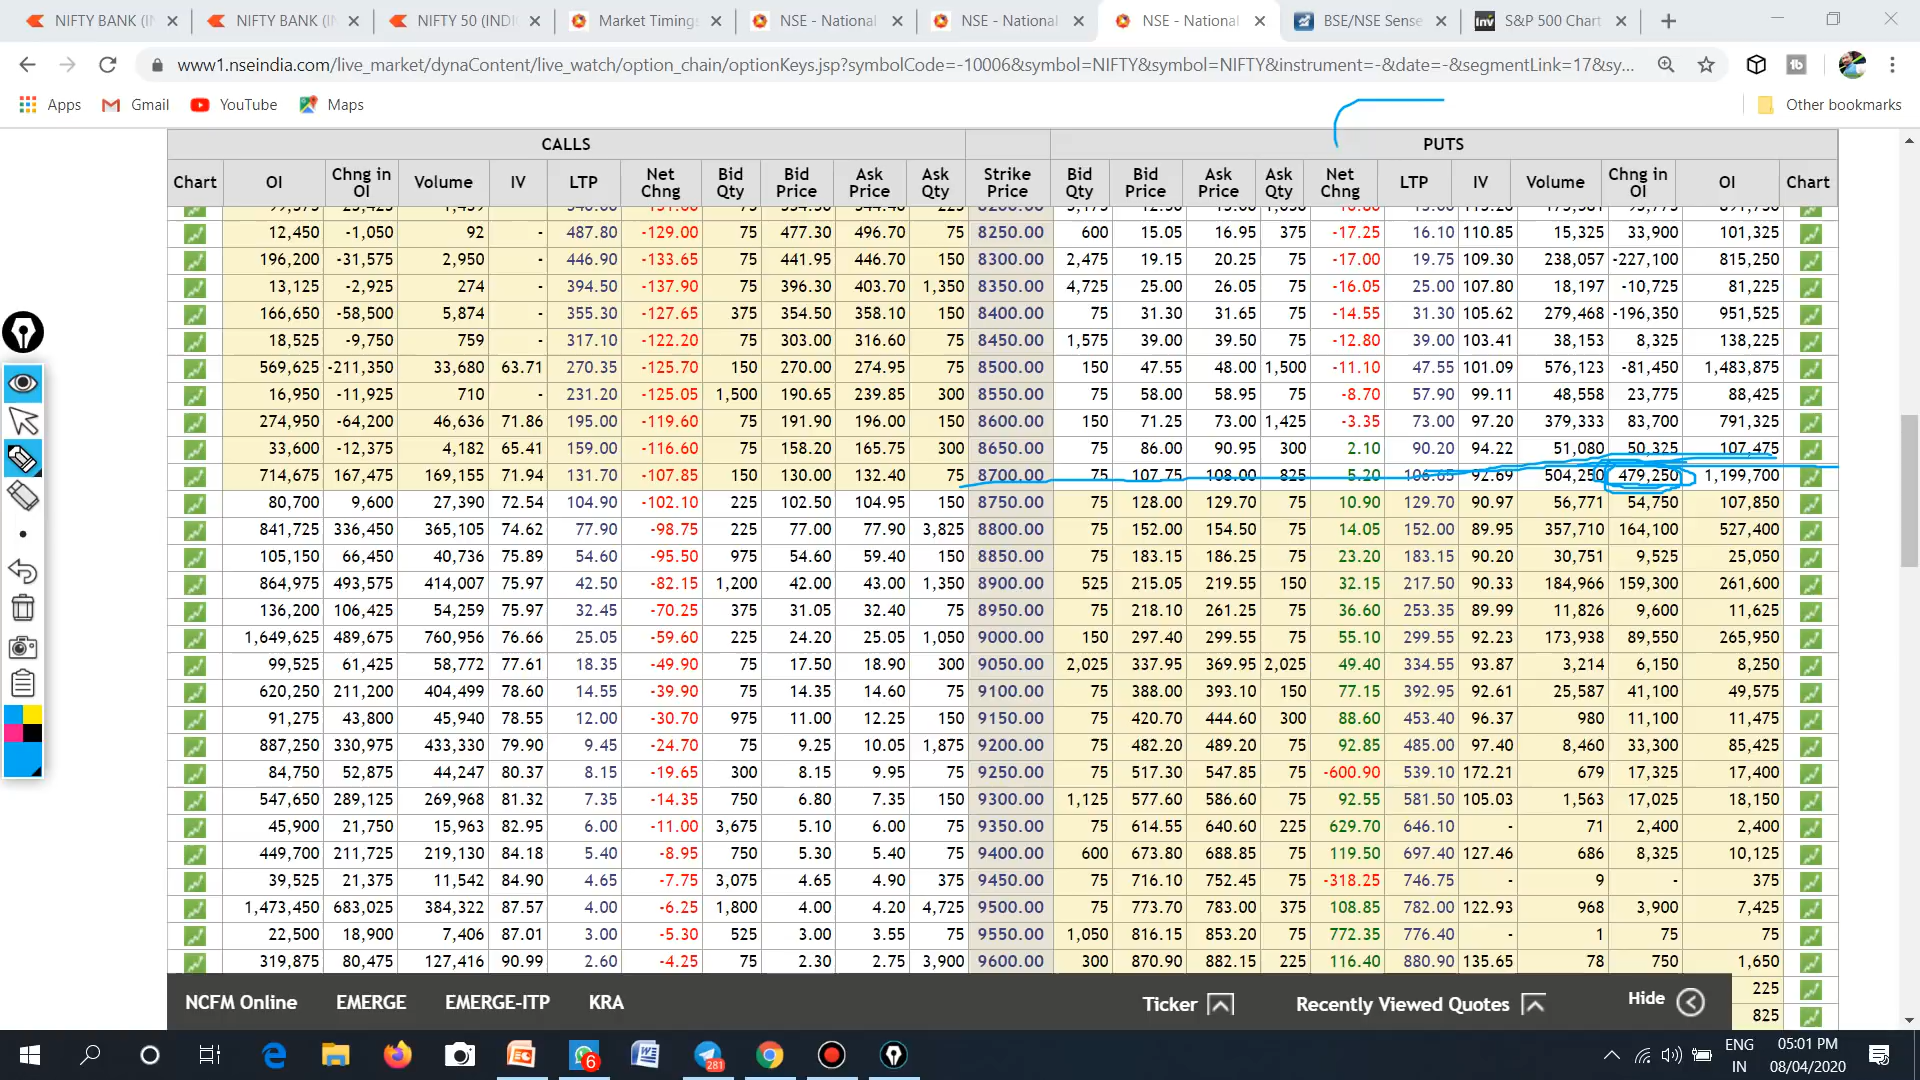 NIFTY BANK (IN
NIFTY BANK (IN
NIFTY 50 (INDI
Market Timings
NSE - National
NSE - National
NSE - National
BSE/NSE Sense
S&P 500 Chart
www1.nseindia.com/live_market/dynaContent/live_watch/option_chain/optionKeys.jsp?symbolCode=-10006&symbol=NIFTY&symbol=NIFTY&instrument=-&date=-&segmentLink=17&sy...
Apps Gmail YouTube Maps Other bookmarks
CALLS PUTS
Chart OI Chng in OI Volume IV LTP Net Chng Bid Qty Bid Price Ask Price Ask Qty Strike Price Bid Qty Bid Price Ask Price Ask Qty Net Chng LTP IV Volume Chng in OI OI Chart
12,450 -1,050 92 - 487.80 -129.00 75 477.30 496.70 75 8250.00 600 15.05 16.95 375 -17.25 16.10 110.85 15,325 33,900 101,325
196,200 -31,575 2,950 - 446.90 -133.65 75 441.95 446.70 150 8300.00 2,475 19.15 20.25 75 -17.00 19.75 109.30 238,057 -227,100 815,250
13,125 -2,925 274 - 394.50 -137.90 75 396.30 403.70 1,350 8350.00 4,725 25.00 26.05 75 -16.05 25.00 107.80 18,197 -10,725 81,225
166,650 -58,500 5,874 - 355.30 -127.65 375 354.50 358.10 150 8400.00 75 31.30 31.65 75 -14.55 31.30 105.62 279,468 -196,350 951,525
18,525 -9,750 759 - 317.10 -122.20 75 303.00 316.60 75 8450.00 1,575 39.00 39.50 75 -12.80 39.00 103.41 38,153 8,325 138,225
569,625 -211,350 33,680 63.71 270.35 -125.70 150 270.00 274.95 75 8500.00 150 47.55 48.00 1,500 -11.10 47.55 101.09 576,123 -81,450 1,483,875
16,950 -11,925 710 - 231.20 -125.05 1,500 190.65 239.85 300 8550.00 75 58.00 58.95 75 -8.70 57.90 99.11 48,558 23,775 88,425
274,950 -64,200 46,636 71.86 195.00 -119.60 75 191.90 196.00 150 8600.00 150 71.25 73.00 1,425 -3.35 73.00 97.20 379,333 83,700 791,325
33,600 -12,375 4,182 65.41 159.00 -116.60 75 158.20 165.75 300 8650.00 75 86.00 90.95 300 2.10 90.20 94.22 51,080 50,325 107,475
714,675 167,475 169,155 71.94 131.70 -107.85 150 130.00 132.40 75 8700.00 75 107.75 108.00 825 5.20 106.65 92.69 504,250 479,250 1,199,700
80,700 9,600 27,390 72.54 104.90 -102.10 225 102.50 104.95 150 8750.00 75 128.00 129.70 75 10.90 129.70 90.97 56,771 54,750 107,850
841,725 336,450 365,105 74.62 77.90 -98.75 225 77.00 77.90 3,825 8800.00 75 152.00 154.50 75 14.05 152.00 89.95 357,710 164,100 527,400
105,150 66,450 40,736 75.89 54.60 -95.50 975 54.60 59.40 150 8850.00 75 183.15 186.25 75 23.20 183.15 90.20 30,751 9,525 25,050
864,975 493,575 414,007 75.97 42.50 -82.15 1,200 42.00 43.00 1,350 8900.00 525 215.05 219.55 150 32.15 217.50 90.33 184,966 159,300 261,600
136,200 106,425 54,259 75.97 32.45 -70.25 375 31.05 32.40 75 8950.00 75 218.10 261.25 75 36.60 253.35 89.99 11,826 9,600 11,625
1,649,625 489,675 760,956 76.66 25.05 -59.60 225 24.20 25.05 1,050 9000.00 150 297.40 299.55 75 55.10 299.55 92.23 173,938 89,550 265,950
99,525 61,425 58,772 77.61 18.35 -49.90 75 17.50 18.90 300 9050.00 2,025 337.95 369.95 2,025 49.40 334.55 93.87 3,214 6,150 8,250
620,250 211,200 404,499 78.60 14.55 -39.90 75 14.35 14.60 75 9100.00 75 388.00 393.10 150 77.15 392.95 92.61 25,587 41,100 49,575
91,275 43,800 45,940 78.55 12.00 -30.70 975 11.00 12.25 150 9150.00 75 420.70 444.60 300 88.60 453.40 96.37 980 11,100 11,475
887,250 330,975 433,330 79.90 9.45 -24.70 75 9.25 10.05 1,875 9200.00 75 482.20 489.20 75 92.85 485.00 97.40 8,460 33,300 85,425
84,750 52,875 44,247 80.37 8.15 -19.65 300 8.15 9.95 75 9250.00 75 517.30 547.85 75 -600.90 539.10 172.21 679 17,325 17,400
547,650 289,125 269,968 81.32 7.35 -14.35 750 6.80 7.35 150 9300.00 1,125 577.60 586.60 75 92.55 581.50 105.03 1,563 17,025 18,150
45,900 21,750 15,963 82.95 6.00 -11.00 3,675 5.10 6.00 75 9350.00 75 614.55 640.60 225 629.70 646.10 - 71 2,400 2,400
449,700 211,725 219,130 84.18 5.40 -8.95 750 5.30 5.40 75 9400.00 600 673.80 688.85 75 119.50 697.40 127.46 686 8,325 10,125
39,525 21,375 11,542 84.90 4.65 -7.75 3,075 4.65 4.90 375 9450.00 75 716.10 752.45 75 -318.25 746.75 - 9 - 375
1,473,450 683,025 384,322 87.57 4.00 -6.25 1,800 4.00 4.20 4,725 9500.00 75 773.70 783.00 375 108.85 782.00 122.93 968 3,900 7,425
22,500 18,900 7,406 87.01 3.00 -5.30 525 3.00 3.55 75 9550.00 1,050 816.15 853.20 75 772.35 776.40 - 1 75 75
319,875 80,475 127,416 90.99 2.60 -4.25 75 2.30 2.75 3,900 9600.00 300 870.90 882.15 225 116.40 880.90 135.65 78 750 1,650
225
825
NCFM Online EMERGE EMERGE-ITP KRA Ticker Recently Viewed Quotes Hide
6
281
ENG
IN
05:01 PM
08/04/2020